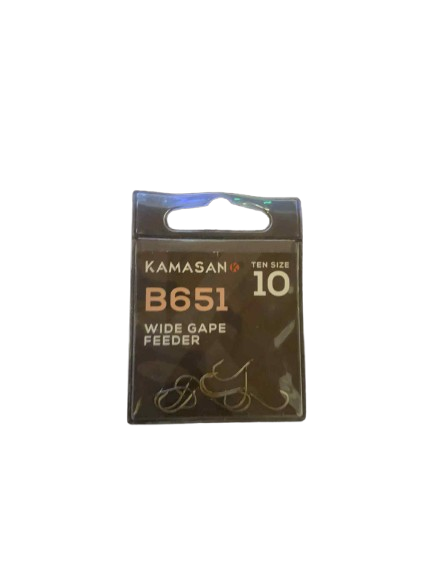 KAMASAN K
TEN SIZE
10
B651
WIDE GAPE
FEEDER